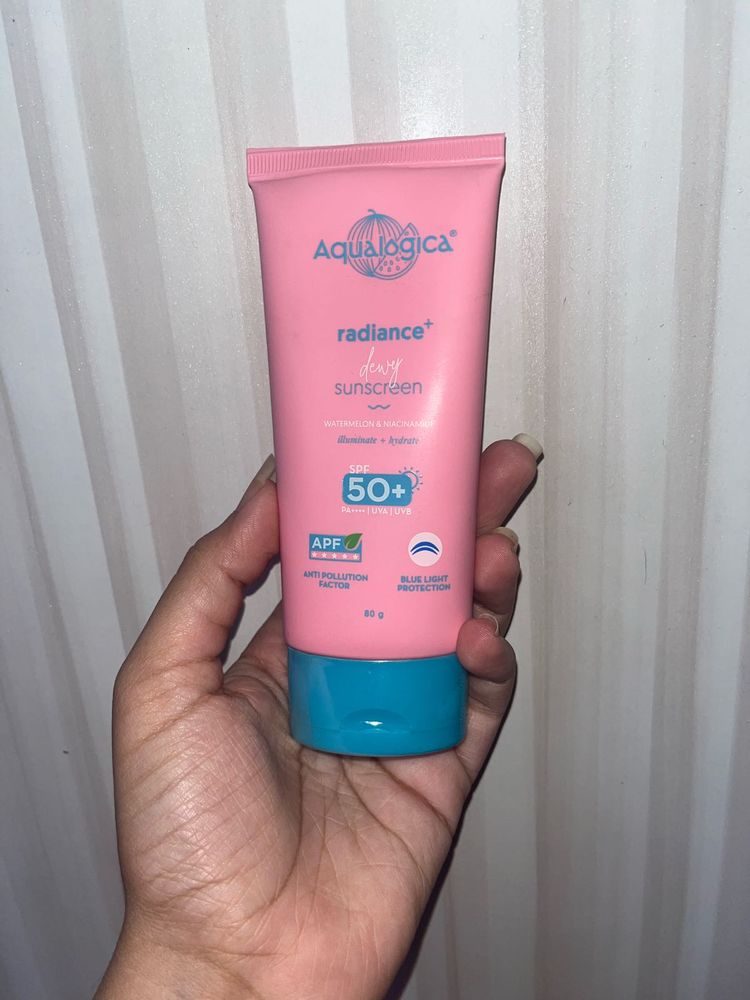 Aqualogica®
radiance+
dewy
sunscreen
WATERMELON & NIACINAMIDE
illuminate + hydrate
SPF
50+
PA++++ | UVA | UVB
APF
ANTI POLLUTION
FACTOR
BLUE LIGHT
PROTECTION
80 g